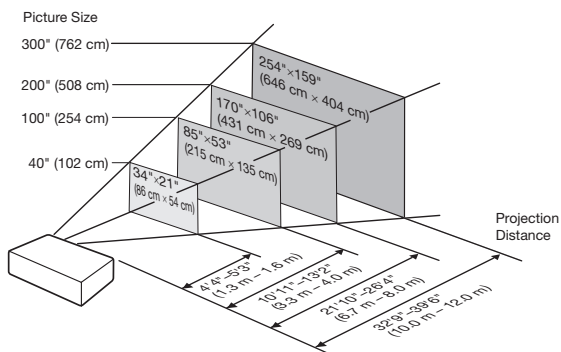 Picture Size
300" (762 cm)
254"×159"
(646 cm × 404 cm)
200" (508 cm)
170"×106"
(431 cm × 269 cm)
100" (254 cm)
85"×53"
(215 cm × 135 cm)
40" (102 cm)
34"×21"
(86 cm × 54 cm)
Projection
Distance
4'4"–5'3"
(1.3 m – 1.6 m)
10'11"–13'2"
(3.3 m – 4.0 m)
21'10"–26'4"
(6.7 m – 8.0 m)
32'9"–39'6"
(10.0 m – 12.0 m)